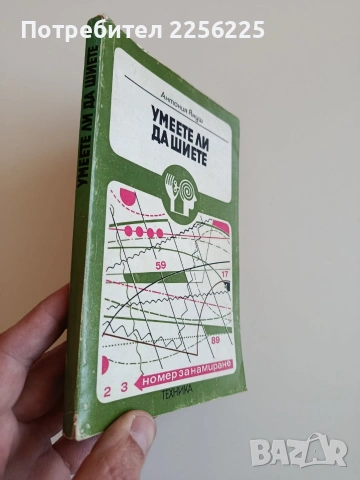 Потребител 2256225
Антония Януш
УМЕЕТЕ ЛИ
ДА ШИЕТЕ
УМЕЕТЕ ЛИ ДА ШИЕТЕ
59
17
89
2 3 номер за намиране
ТЕХНИКА
BAZAR